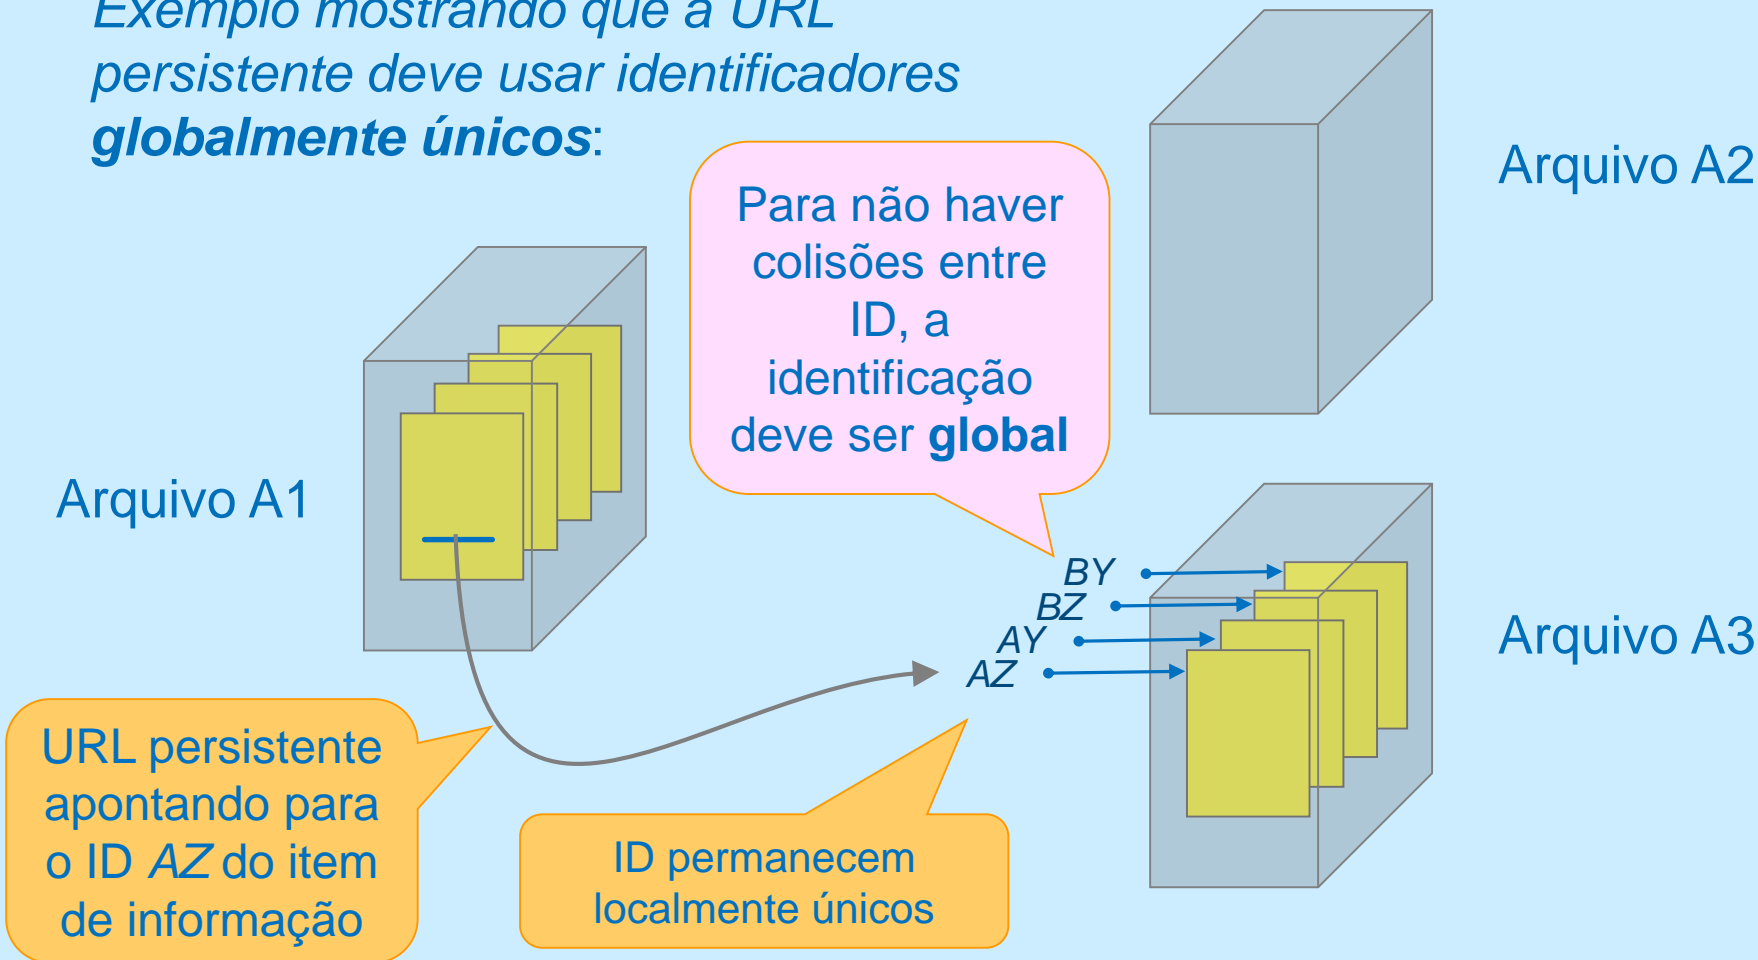 Exemplo mostrando que a URL
persistente deve usar identificadores
globalmente únicos:
Para não haver
colisões entre
ID, a
identificação
deve ser global
Arquivo A2
Arquivo A1
BY
BZ
AY
AZ
Arquivo A3
URL persistente
apontando para
o ID AZ do item
de informação
ID permanecem
localmente únicos